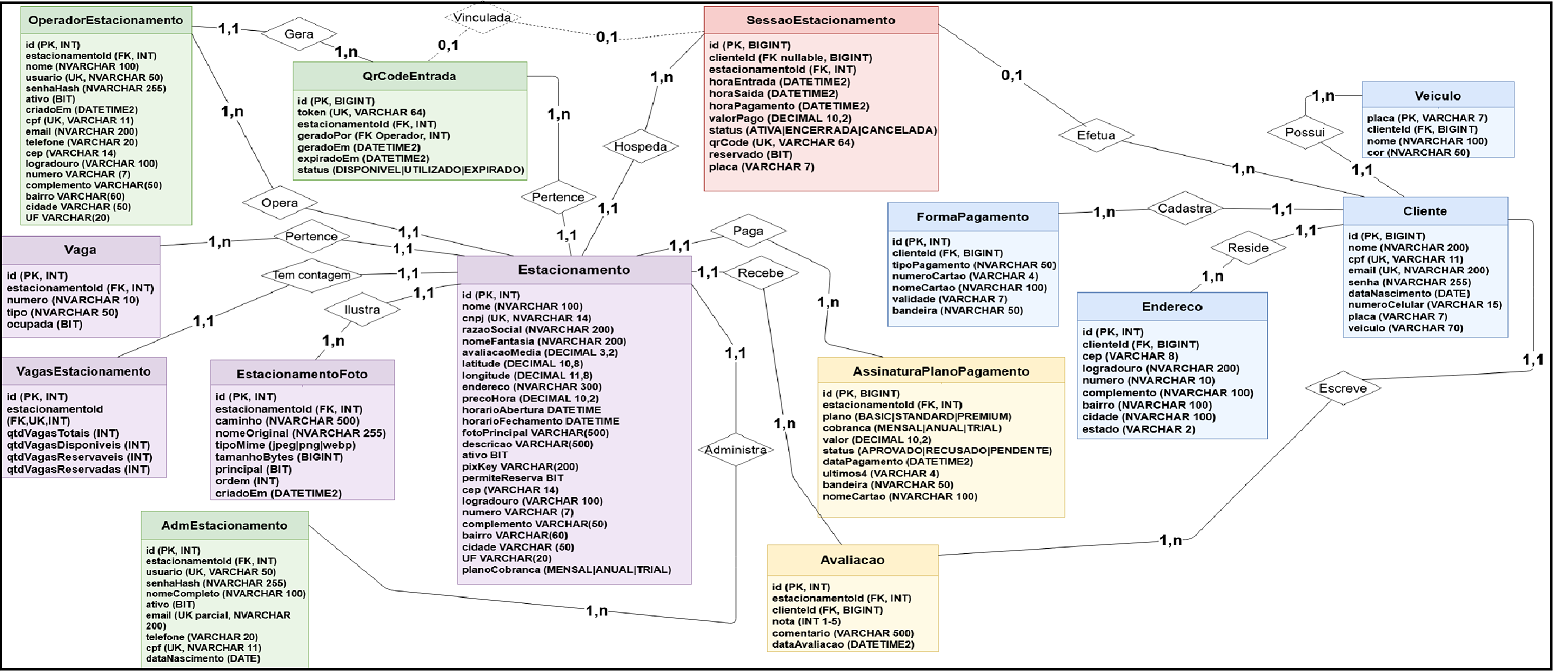 OperadorEstacionamento
id (PK, INT)
estacionamentoId (FK, INT)
nome (NVARCHAR 100)
usuario (UK, NVARCHAR 50)
senhaHash (NVARCHAR 255)
ativo (BIT)
criadoEm (DATETIME2)
cpf (UK, VARCHAR 11)
email (NVARCHAR 200)
telefone (VARCHAR 20)
cep (VARCHAR 14)
logradouro (VARCHAR 100)
numero VARCHAR (7)
complemento VARCHAR(50)
bairro VARCHAR(60)
cidade VARCHAR (50)
UF VARCHAR(20)
1,1
Gera
1,n
Vinculada
0,1
0,1
QrCodeEntrada
id (PK, BIGINT)
token (UK, VARCHAR 64)
estacionamentoId (FK, INT)
geradoPor (FK Operador, INT)
geradoEm (DATETIME2)
expiradoEm (DATETIME2)
status (DISPONIVEL|UTILIZADO|EXPIRADO)
1,n
Pertence
1,1
SessaoEstacionamento
id (PK, BIGINT)
clienteId (FK nullable, BIGINT)
estacionamentoId (FK, INT)
horaEntrada (DATETIME2)
horaSaida (DATETIME2)
horaPagamento (DATETIME2)
valorPago (DECIMAL 10,2)
status (ATIVA|ENCERRADA|CANCELADA)
qrCode (UK, VARCHAR 64)
reservado (BIT)
placa (VARCHAR 7)
1,n
Hospeda
1,1
0,1
Efetua
1,n
Veiculo
placa (PK, VARCHAR 7)
clienteId (FK, BIGINT)
nome (NVARCHAR 100)
cor (NVARCHAR 50)
1,n
Possui
1,1
1,n
Opera
1,1
Vaga
id (PK, INT)
estacionamentoId (FK, INT)
numero (NVARCHAR 10)
tipo (NVARCHAR 50)
ocupada (BIT)
1,n
Pertence
1,1
Tem contagem
1,1
1,1
Ilustra
1,1
1,n
VagasEstacionamento
id (PK, INT)
estacionamentoId
(FK,UK,INT)
qtdVagasTotais (INT)
qtdVagasDisponiveis (INT)
qtdVagasReservaveis (INT)
qtdVagasReservadas (INT)
EstacionamentoFoto
id (PK, INT)
estacionamentoId (FK, INT)
caminho (NVARCHAR 500)
nomeOriginal (NVARCHAR 255)
tipoMime (jpeg|png|webp)
tamanhoBytes (BIGINT)
principal (BIT)
ordem (INT)
criadoEm (DATETIME2)
Estacionamento
id (PK, INT)
nome (NVARCHAR 100)
cnpj (UK, NVARCHAR 14)
razaoSocial (NVARCHAR 200)
nomeFantasia (NVARCHAR 200)
avaliacaoMedia (DECIMAL 3,2)
latitude (DECIMAL 10,8)
longitude (DECIMAL 11,8)
endereco (NVARCHAR 300)
precoHora (DECIMAL 10,2)
horarioAbertura DATETIME
horarioFechamento DATETIME
fotoPrincipal VARCHAR(500)
descricao VARCHAR(500)
ativo BIT
pixKey VARCHAR(200)
permiteReserva BIT
cep (VARCHAR 14)
logradouro (VARCHAR 100)
numero VARCHAR (7)
complemento VARCHAR(50)
bairro VARCHAR(60)
cidade VARCHAR (50)
UF VARCHAR(20)
planoCobranca (MENSAL|ANUAL|TRIAL)
1,1
Paga
1,n
1,1
Recebe
1,n
1,1
Administra
1,n
FormaPagamento
id (PK, INT)
clienteId (FK, BIGINT)
tipoPagamento (NVARCHAR 50)
numeroCartao (VARCHAR 4)
nomeCartao (NVARCHAR 100)
validade (VARCHAR 7)
bandeira (NVARCHAR 50)
1,n
Cadastra
1,1
Reside
1,1
1,n
Cliente
id (PK, BIGINT)
nome (NVARCHAR 200)
cpf (UK, VARCHAR 11)
email (UK, NVARCHAR 200)
senha (NVARCHAR 255)
dataNascimento (DATE)
numeroCelular (VARCHAR 15)
placa (VARCHAR 7)
veiculo (VARCHAR 70)
Endereco
id (PK, INT)
clienteId (FK, BIGINT)
cep (VARCHAR 8)
logradouro (NVARCHAR 200)
numero (NVARCHAR 10)
complemento (NVARCHAR 100)
bairro (NVARCHAR 100)
cidade (NVARCHAR 100)
estado (VARCHAR 2)
1,1
Escreve
1,n
AssinaturaPlanoPagamento
id (PK, BIGINT)
estacionamentoId (FK, INT)
plano (BASIC|STANDARD|PREMIUM)
cobranca (MENSAL|ANUAL|TRIAL)
valor (DECIMAL 10,2)
status (APROVADO|RECUSADO|PENDENTE)
dataPagamento (DATETIME2)
ultimos4 (VARCHAR 4)
bandeira (NVARCHAR 50)
nomeCartao (NVARCHAR 100)
AdmEstacionamento
id (PK, INT)
estacionamentoId (FK, INT)
usuario (UK, VARCHAR 50)
senhaHash (NVARCHAR 255)
nomeCompleto (NVARCHAR 100)
ativo (BIT)
email (UK parcial, NVARCHAR
200)
telefone (VARCHAR 20)
cpf (UK, VARCHAR 11)
dataNascimento (DATE)
Avaliacao
id (PK, INT)
estacionamentoId (FK, INT)
clienteId (FK, BIGINT)
nota (INT 1-5)
comentario (VARCHAR 500)
dataAvaliacao (DATETIME2)